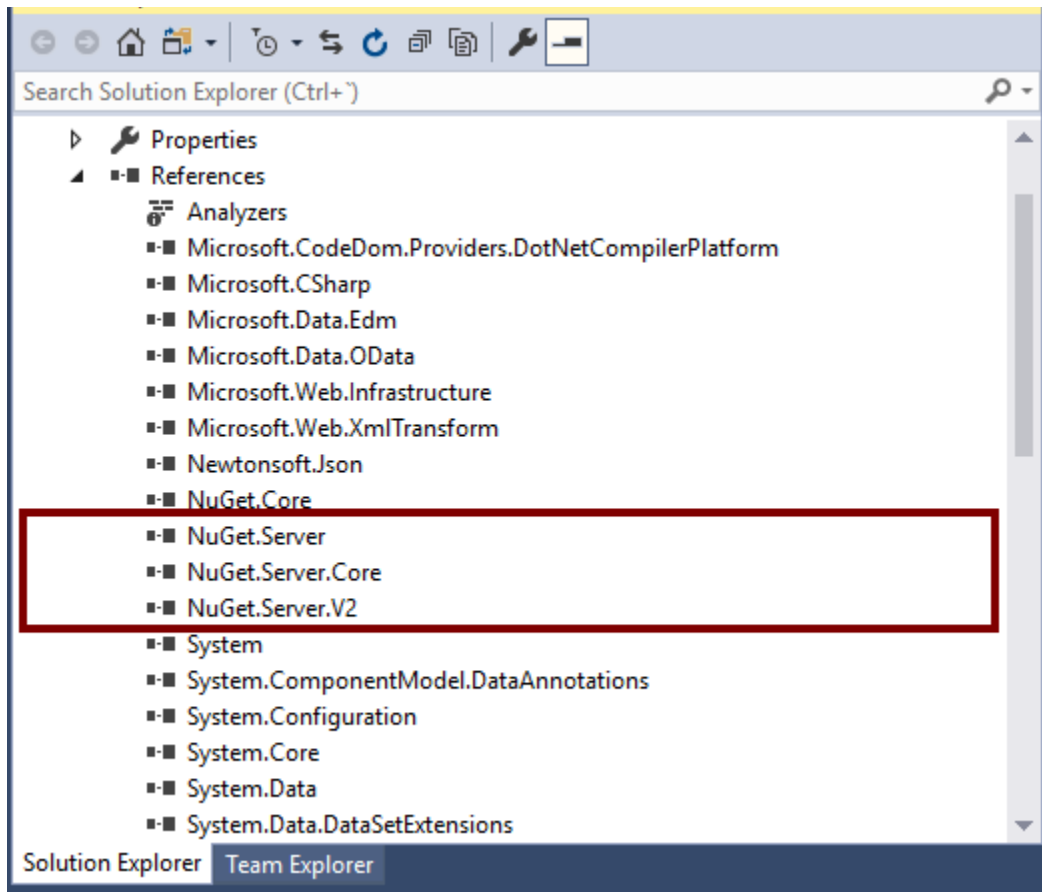 Search Solution Explorer (Ctrl+`)
Properties
References
Analyzers
Microsoft.CodeDom.Providers.DotNetCompilerPlatform
Microsoft.CSharp
Microsoft.Data.Edm
Microsoft.Data.OData
Microsoft.Web.Infrastructure
Microsoft.Web.XmlTransform
Newtonsoft.Json
NuGet.Core
NuGet.Server
NuGet.Server.Core
NuGet.Server.V2
System
System.ComponentModel.DataAnnotations
System.Configuration
System.Core
System.Data
System.Data.DataSetExtensions
Solution Explorer Team Explorer